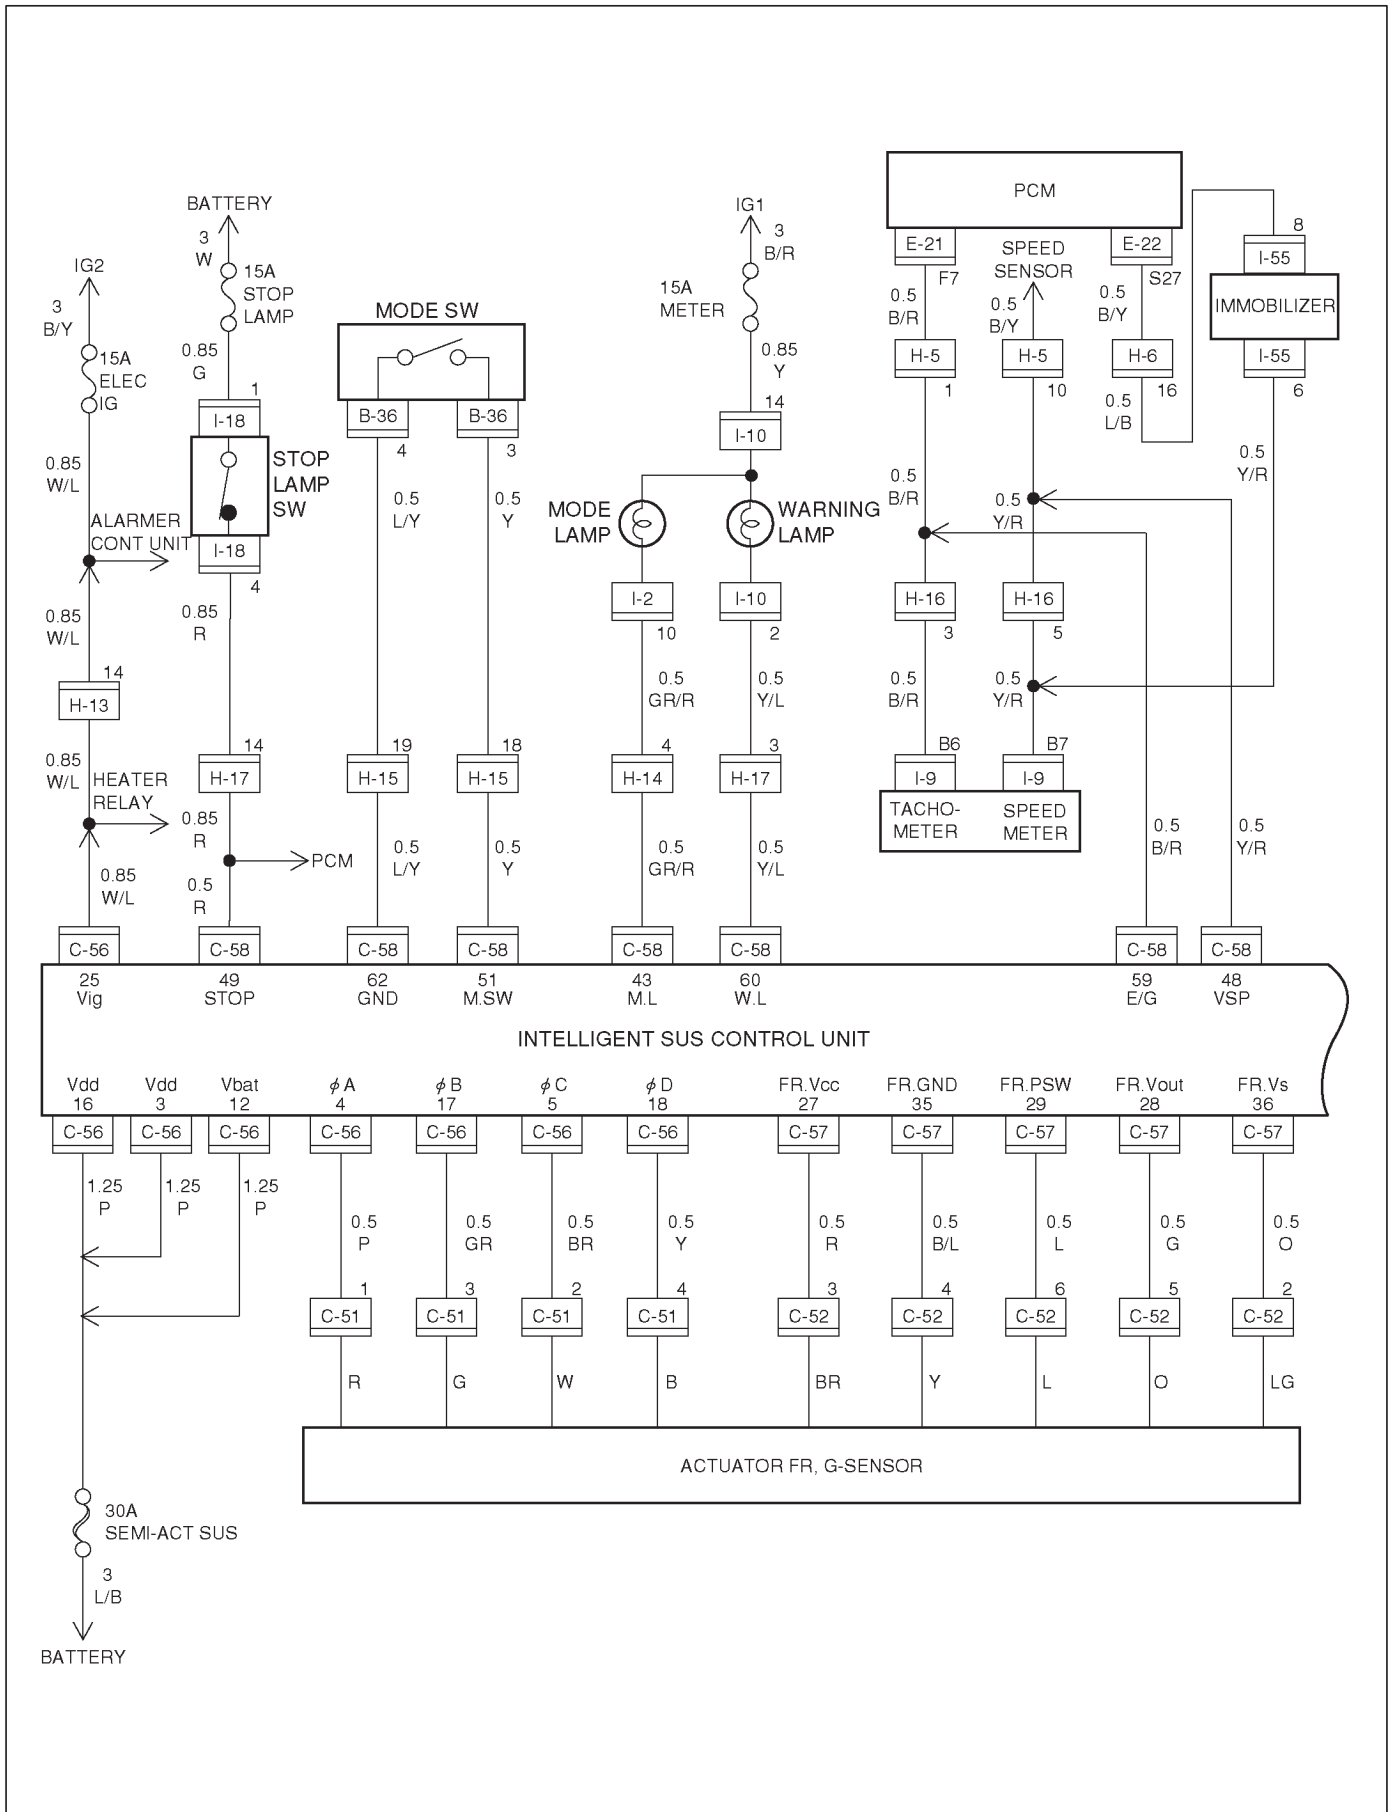 PCM
BATTERY
IG1
E-21
SPEED
SENSOR
E-22
8
I-55
3
W
3
B/R
F7
S27
IG2
15A
STOP
LAMP
15A
METER
0.5
B/R
0.5
B/Y
0.5
B/Y
IMMOBILIZER
3
B/Y
MODE SW
H-5
H-5
H-6
I-55
15A
ELEC
IG
0.85
G
0.85
Y
1
10
16
6
1
14
0.5
L/B
I-18
B-36
B-36
I-10
4
3
0.85
W/L
STOP
LAMP
SW
0.5
B/R
0.5
Y/R
0.5
Y/R
0.5
L/Y
0.5
Y
MODE
LAMP
WARNING
LAMP
ALARMER
CONT UNIT
I-18
4
0.85
W/L
0.85
R
I-2
I-10
H-16
H-16
10
2
3
5
14
H-13
0.5
GR/R
0.5
Y/L
0.5
B/R
0.5
Y/R
0.85
W/L
14
19
18
4
3
B6
B7
H-17
H-15
H-15
H-14
H-17
I-9
I-9
HEATER
RELAY
TACHO-
METER
SPEED
METER
0.85
R
PCM
0.5
L/Y
0.5
Y
0.5
GR/R
0.5
Y/L
0.5
B/R
0.5
Y/R
0.85
W/L
0.5
R
C-56
C-58
C-58
C-58
C-58
C-58
C-58
C-58
25
Vig
49
STOP
62
GND
51
M.SW
43
M.L
60
W.L
59
E/G
48
VSP
INTELLIGENT SUS CONTROL UNIT
Vdd
16
Vdd
3
Vbat
12
ϕA
4
ϕB
17
ϕC
5
ϕD
18
FR.Vcc
27
FR.GND
35
FR.PSW
29
FR.Vout
28
FR.Vs
36
C-56
C-56
C-56
C-56
C-56
C-56
C-56
C-57
C-57
C-57
C-57
C-57
1.25
P
1.25
P
1.25
P
0.5
P
0.5
GR
0.5
BR
0.5
Y
0.5
R
0.5
B/L
0.5
L
0.5
G
0.5
O
1
3
2
4
3
4
6
5
2
C-51
C-51
C-51
C-51
C-52
C-52
C-52
C-52
C-52
R
G
W
B
BR
Y
L
O
LG
ACTUATOR FR, G-SENSOR
30A
SEMI-ACT SUS
3
L/B
BATTERY